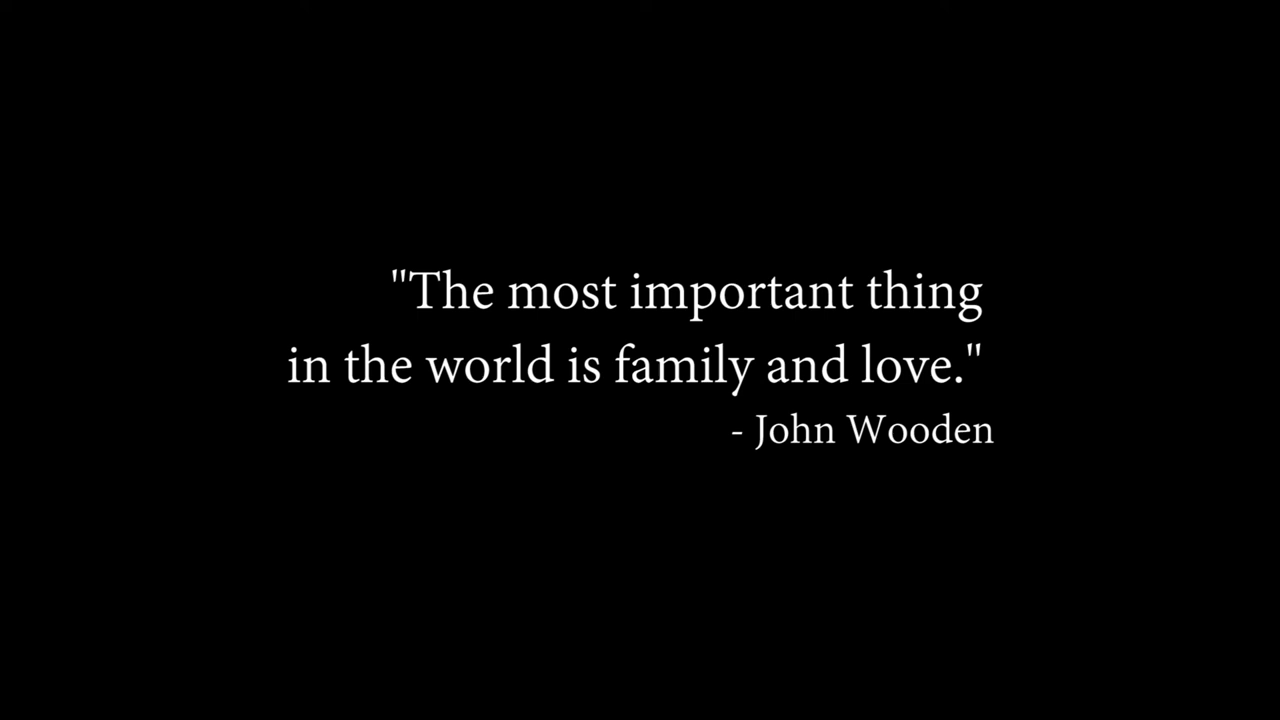 "The most important thing
in the world is family and love."
- John Wooden